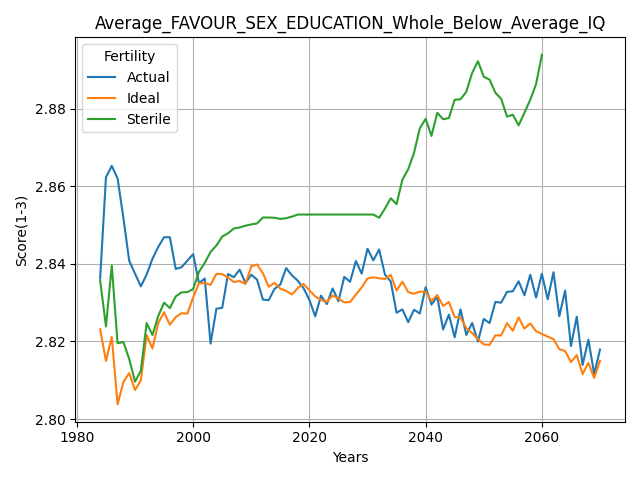 Average_FAVOUR_SEX_EDUCATION_Whole_Below_Average_IQ
Fertility
Actual
Ideal
Sterile
Score(1-3)
2.88
2.86
2.84
2.82
2.80
1980
2000
2020
2040
2060
Years